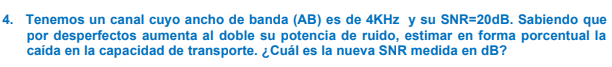 4. Tenemos un canal cuyo ancho de banda (AB) es de 4KHz y su SNR=20dB. Sabiendo que
por desperfectos aumenta al doble su potencia de ruido, estimar en forma porcentual la
caída en la capacidad de transporte. ¿Cuál es la nueva SNR medida en dB?